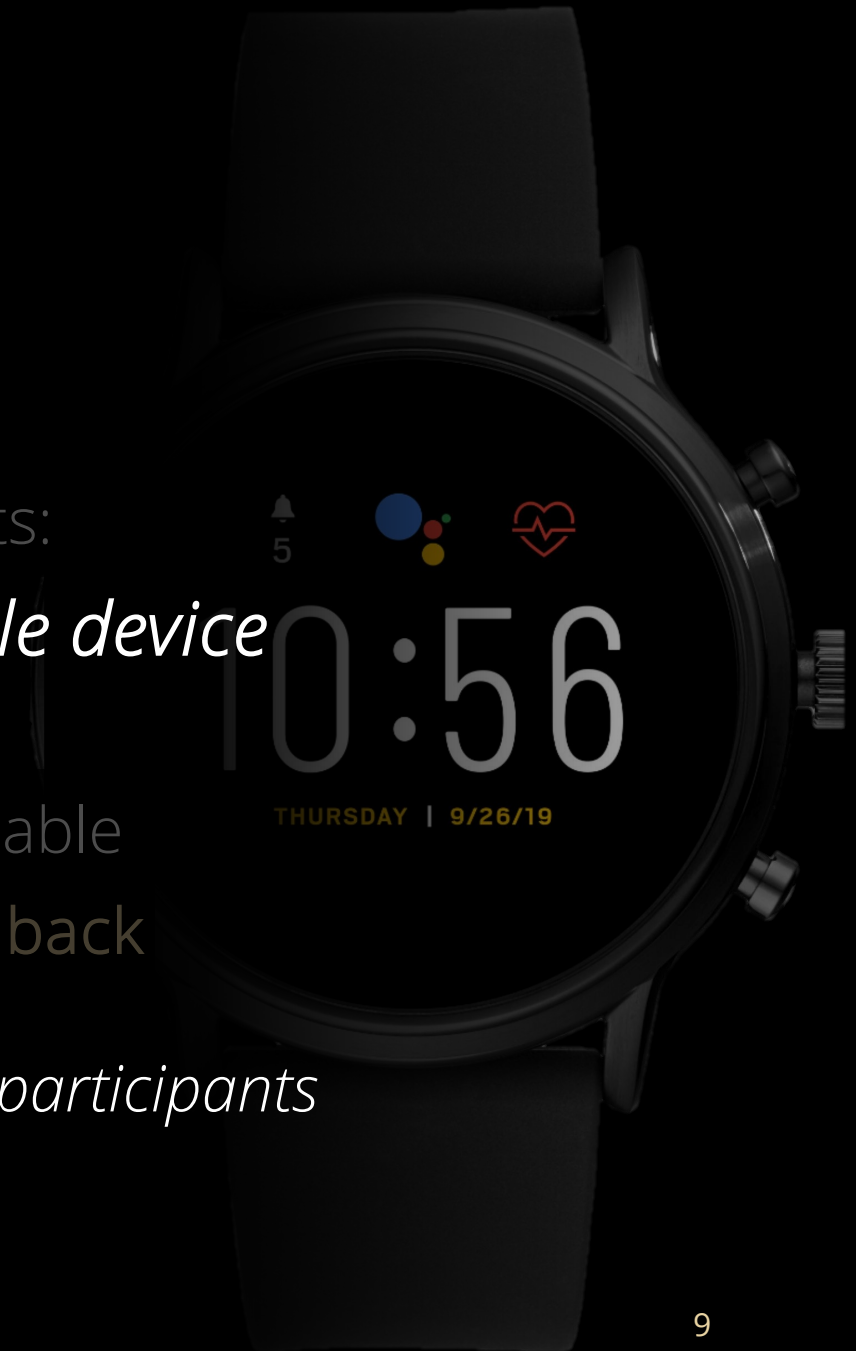 ts:
5
le device
10:56
THURSDAY | 9/26/19
able
back
participants
9